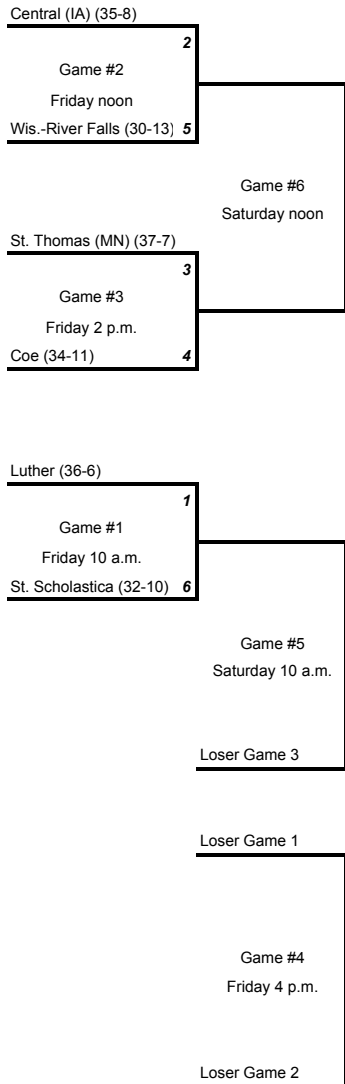 Central (IA) (35-8)
2
Game #2
Friday noon
Wis.-River Falls (30-13) 5
Game #6
Saturday noon
St. Thomas (MN) (37-7)
3
Game #3
Friday 2 p.m.
Coe (34-11) 4
Luther (36-6)
1
Game #1
Friday 10 a.m.
St. Scholastica (32-10) 6
Game #5
Saturday 10 a.m.
Loser Game 3
Loser Game 1
Game #4
Friday 4 p.m.
Loser Game 2